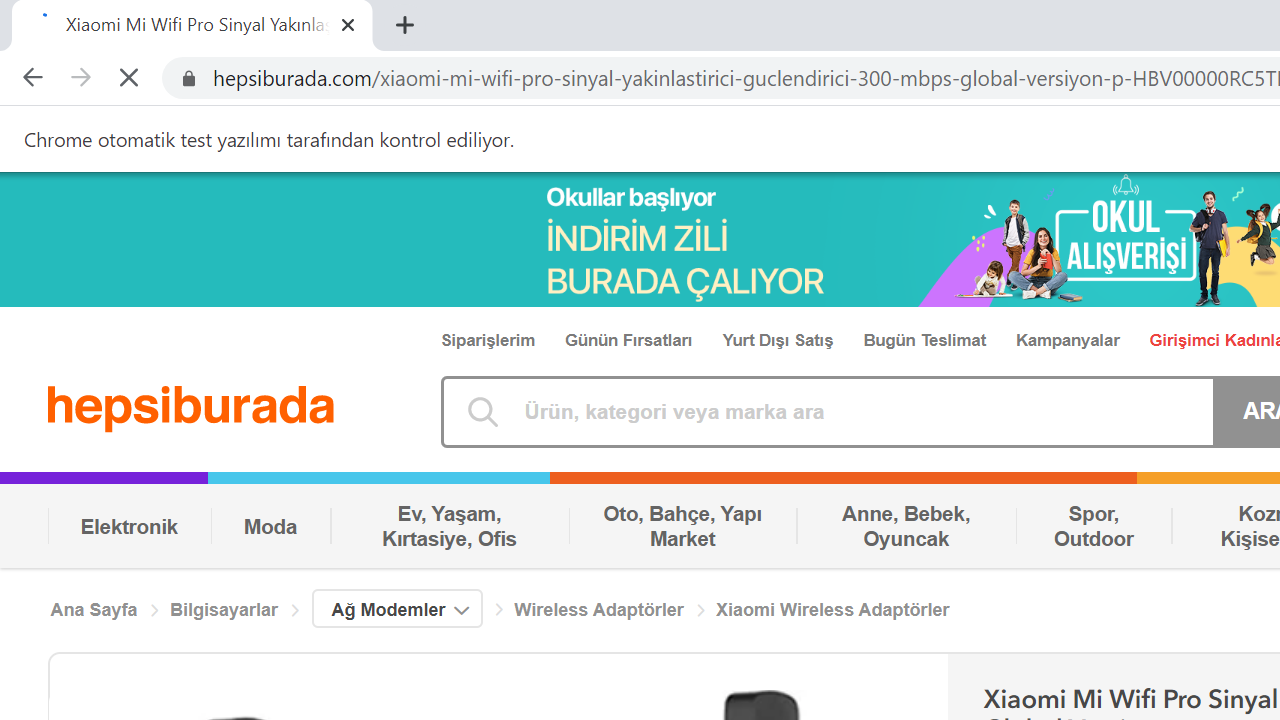 Xiaomi Mi Wifi Pro Sinyal Yakınlaş
hepsiburada.com/xiaomi-mi-wifi-pro-sinyal-yakinlastirici-guclendirici-300-mbps-global-versiyon-p-HBV00000RC5T
Chrome otomatik test yazılımı tarafından kontrol ediliyor.
Okullar başlıyor
İNDİRİM ZİLİ
BURADA ÇALIYOR
OKUL
ALIŞVERİŞİ
Siparişlerim Günün Fırsatları Yurt Dışı Satış Bugün Teslimat Kampanyalar Girişimci Kadınla
hepsiburada
Ürün, kategori veya marka ara
ARA
Elektronik
Moda
Ev, Yaşam,
Kırtasiye, Ofis
Oto, Bahçe, Yapı
Market
Anne, Bebek,
Oyuncak
Spor,
Outdoor
Koz
Kişise
Ana Sayfa Bilgisayarlar Ağ Modemler Wireless Adaptörler Xiaomi Wireless Adaptörler
Xiaomi Mi Wifi Pro Sinyal